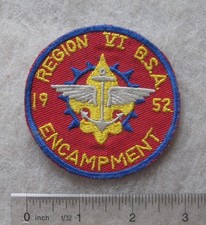 REGION VI B.S.A.
19 52
ENCAMPMENT
0 inch 1/32 1 2 3